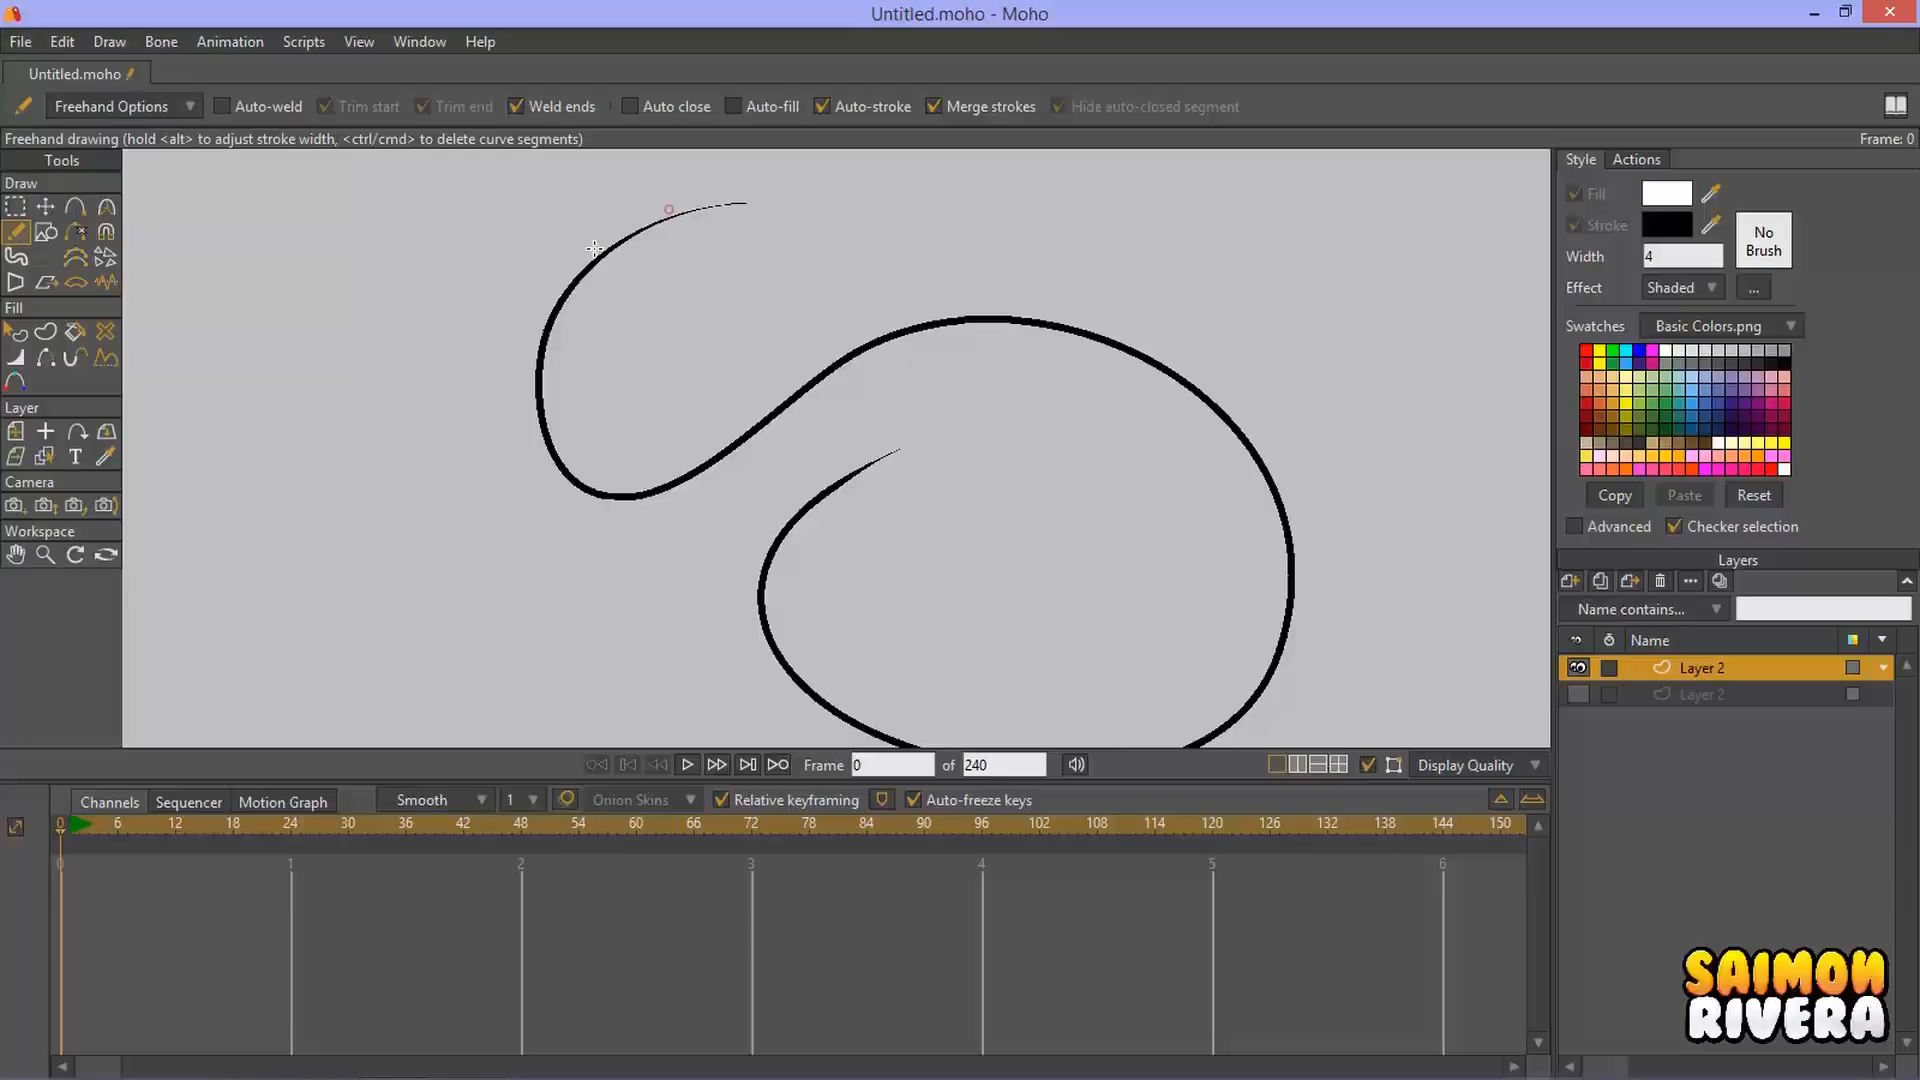 Untitled.moho - Moho
File Edit Draw Bone Animation Scripts View Window Help
Untitled.moho
Freehand Options Auto-weld Trim start Trim end Weld ends Auto close Auto-fill Auto-stroke Merge strokes Hide auto-closed segment
Freehand drawing (hold <alt> to adjust stroke width, <ctrl/cmd> to delete curve segments) Frame: 0
Tools
Draw
Fill
Layer
T
Camera
Workspace
Style Actions
Fill
Stroke
No
Brush
Width 4
Effect Shaded ...
Swatches Basic Colors.png
Copy Paste Reset
Advanced Checker selection
Layers
Name contains...
Name
Layer 2
Layer 2
Frame 0 of 240 Display Quality
Channels Sequencer Motion Graph Smooth 1 Onion Skins Relative keyframing Auto-freeze keys
0 6 12 18 24 30 36 42 48 54 60 66 72 78 84 90 96 102 108 114 120 126 132 138 144 150
0 1 2 3 4 5 6
SAIMON
RIVERA